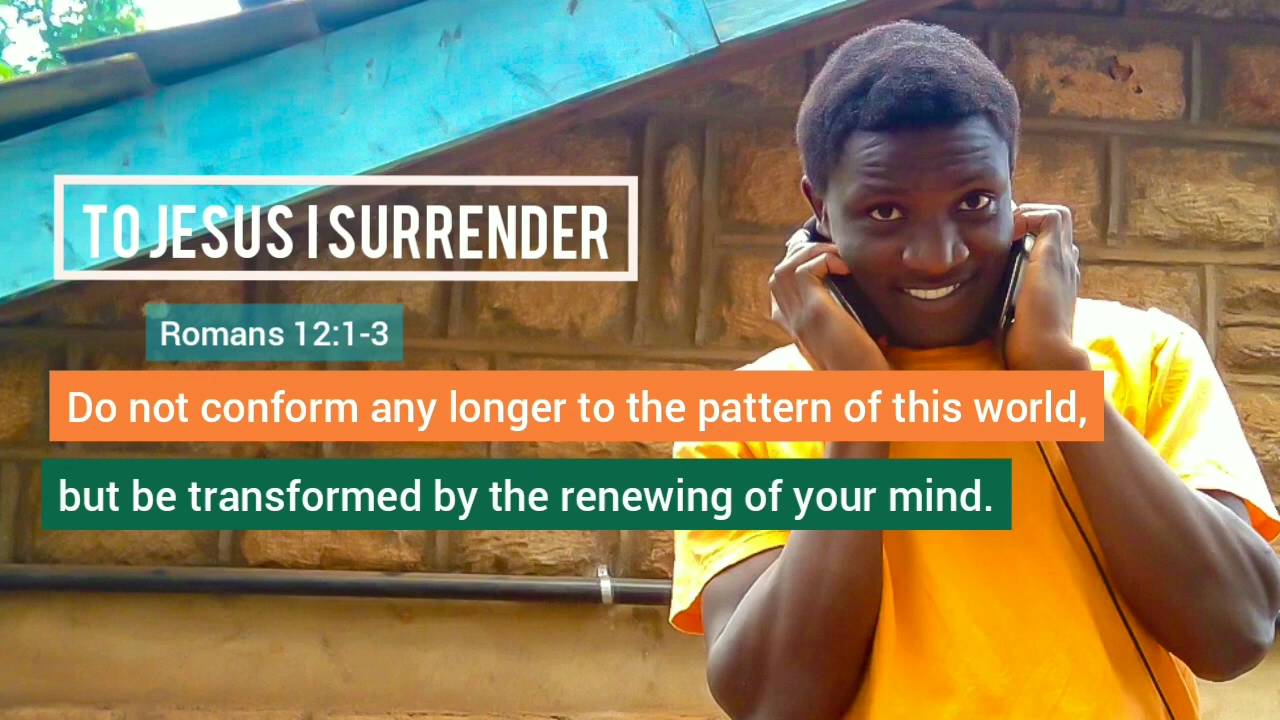 TO JESUS I SURRENDER
Romans 12:1-3
Do not conform any longer to the pattern of this world,
but be transformed by the renewing of your mind.